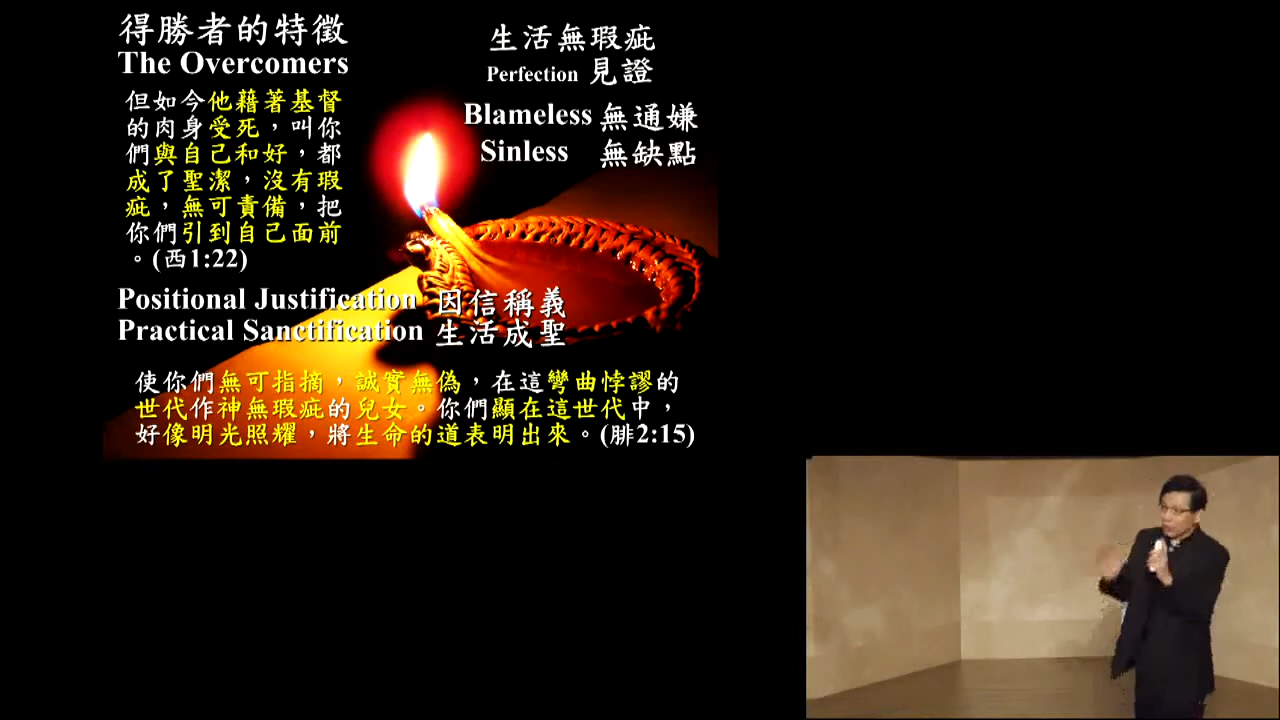 得勝者的特徵
The Overcomers
但如今他藉著基督
的肉身受死，叫你
們與自己和好，都
成了聖潔，沒有瑕
疵，無可責備，把
你們引到自己面前
。(西1:22)
生活無瑕疵
Perfection 見證
Blameless 無通嫌
Sinless 無缺點
Positional Justification 因信稱義
Practical Sanctification 生活成聖
使你們無可指摘，誠實無偽，在這彎曲悖謬的
世代作神無瑕疵的兒女。你們顯在這世代中，
好像明光照耀，將生命的道表明出來。(腓2:15)